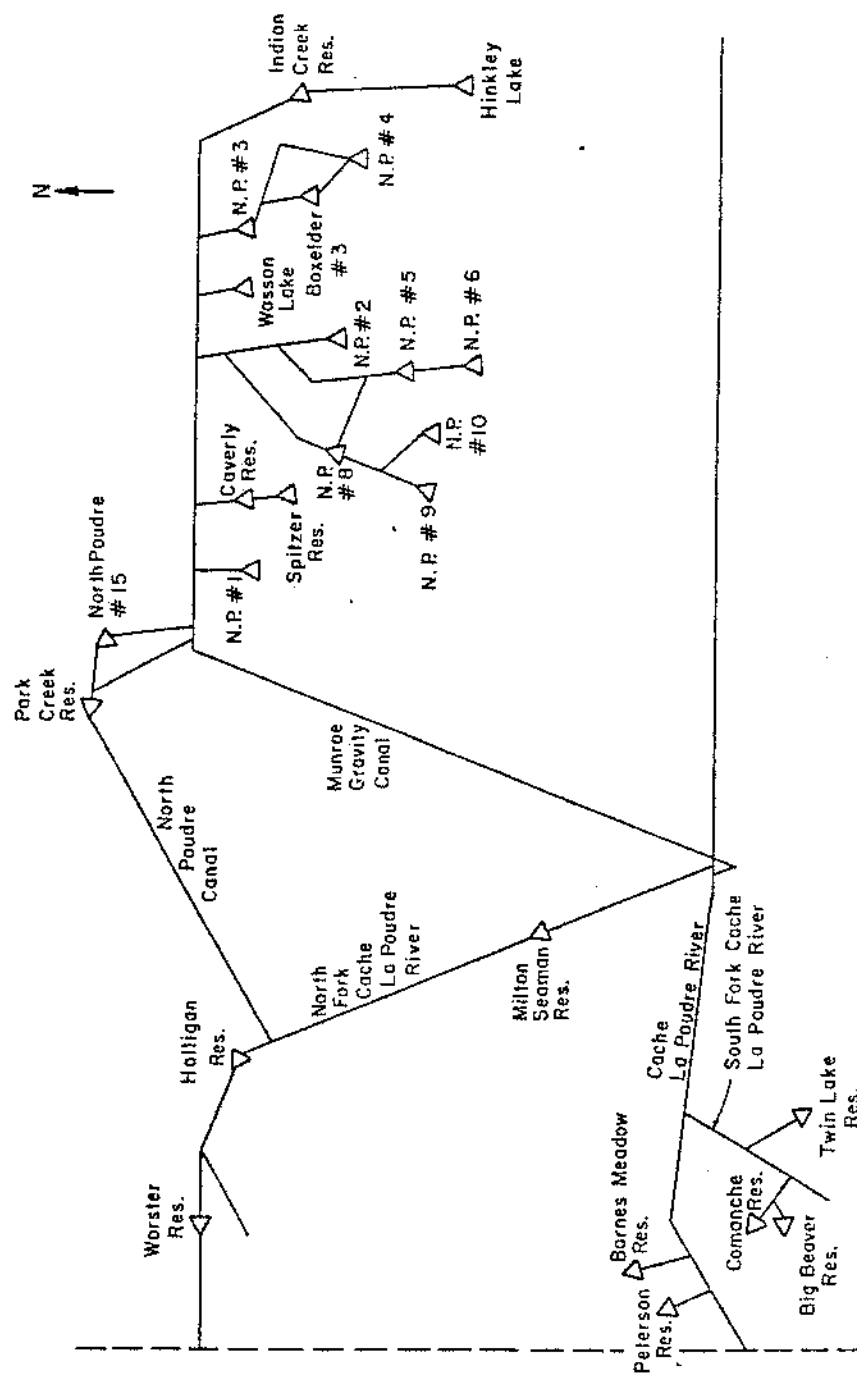 N
Park
Creek
Res.
North Poudre
#15
Indian
Creek
Res.
Hinkley
Lake
N.P. #3
N.P. #4
Boxelder
#3
Wasson
Lake
N.P. #2
N.P. #5
N.P. #6
Caverly
Res.
Spitzer
Res.
N.P.
#8
N.P.
#10
N.P. #9
N.P. #1
North
Poudre
Canal
Munroe
Gravity
Canal
Halligan
Res.
Worster
Res.
North
Fork
Cache
La Poudre
River
Milton
Seaman
Res.
Cache
La Poudre River
South Fork Cache
La Poudre River
Barnes Meadow
Res.
Peterson
Res.
Comanche
Res.
Big Beaver
Res.
Twin Lake
Res.